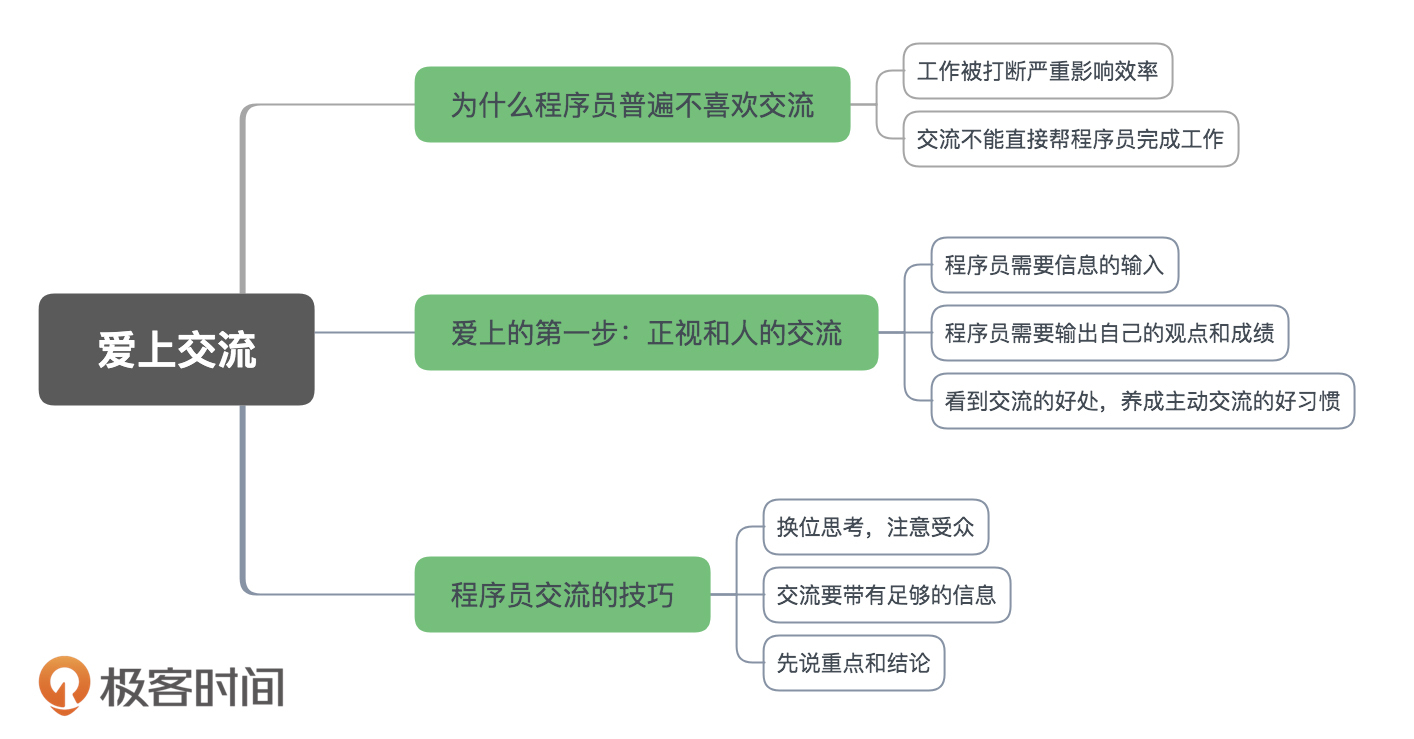 爱上交流
为什么程序员普遍不喜欢交流
工作被打断严重影响效率
交流不能直接帮程序员完成工作
爱上的第一步：正视和人的交流
程序员需要信息的输入
程序员需要输出自己的观点和成绩
看到交流的好处，养成主动交流的好习惯
程序员交流的技巧
换位思考，注意受众
交流要带有足够的信息
先说重点和结论
极客时间